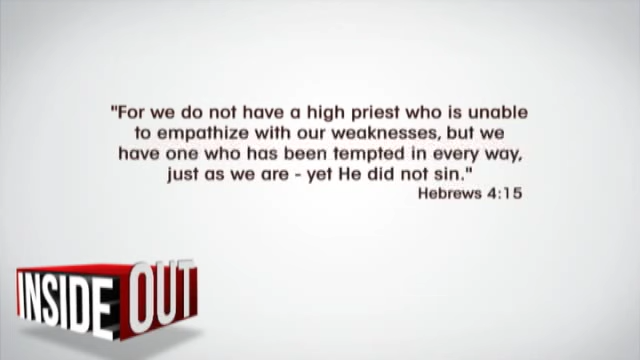 "For we do not have a high priest who is unable
to empathize with our weaknesses, but we
have one who has been tempted in every way,
just as we are - yet He did not sin."
Hebrews 4:15
INSIDE OUT